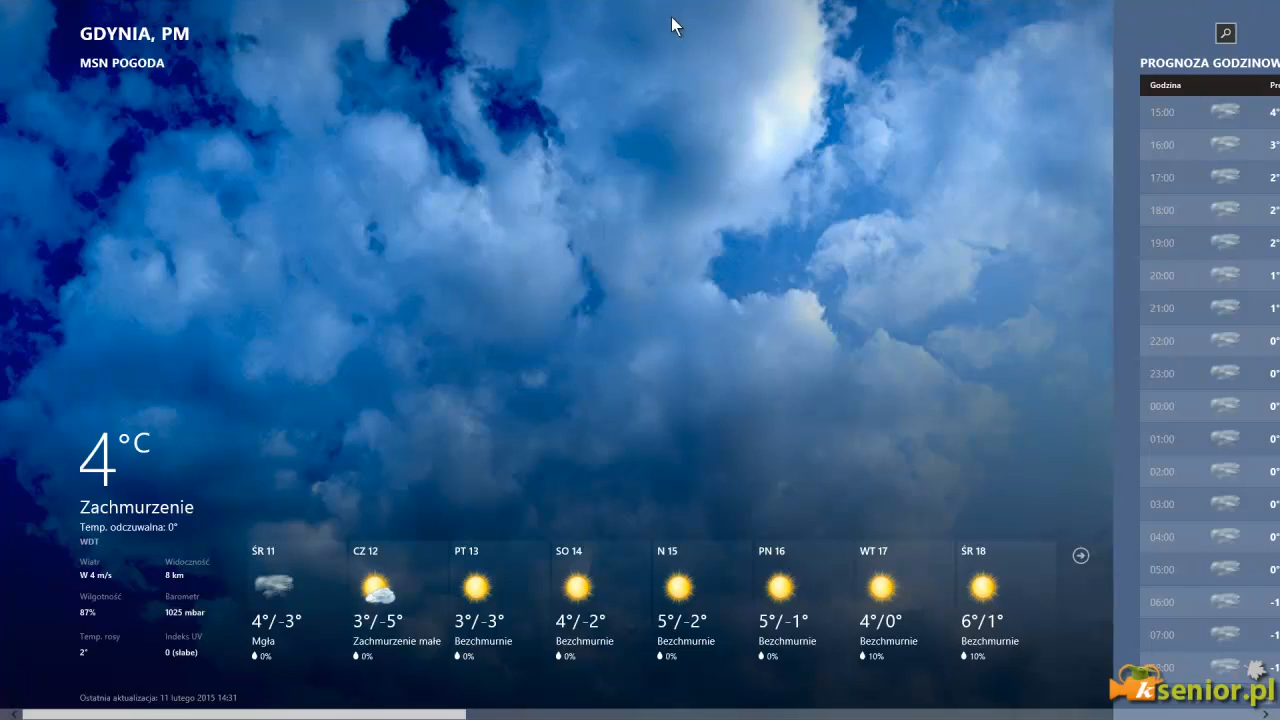 GDYNIA, PM
MSN POGODA
4°C
Zachmurzenie
Temp. odczuwalna: 0°
WDT
Wiatr Widoczność
W 4 m/s 8 km
Wilgotność Barometr
87% 1025 mbar
Temp. rosy Indeks UV
2° 0 (słabe)
Ostatnia aktualizacja: 11 lutego 2015 14:31
ŚR 11
4°/-3°
Mgła
0%
CZ 12
3°/-5°
Zachmurzenie małe
0%
PT 13
3°/-3°
Bezchmurnie
0%
SO 14
4°/-2°
Bezchmurnie
0%
N 15
5°/-2°
Bezchmurnie
0%
PN 16
5°/-1°
Bezchmurnie
0%
WT 17
4°/0°
Bezchmurnie
10%
ŚR 18
6°/1°
Bezchmurnie
10%
PROGNOZA GODZINOW
Godzina Pro
15:00 4°
16:00 3°
17:00 2°
18:00 2°
19:00 2°
20:00 1°
21:00 1°
22:00 0°
23:00 0°
00:00 0°
01:00 0°
02:00 0°
03:00 0°
04:00 0°
05:00 0°
06:00 -1
07:00 -1
08:00 -1
ksenior.pl